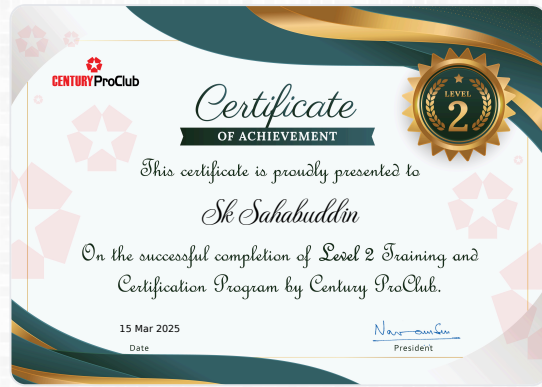 CENTURY ProClub
Certificate
OF ACHIEVEMENT
LEVEL
2
This certificate is proudly presented to
Sk Sahabuddin
On the successful completion of Level 2 Training and
Certification Program by Century ProClub.
15 Mar 2025
Date
President